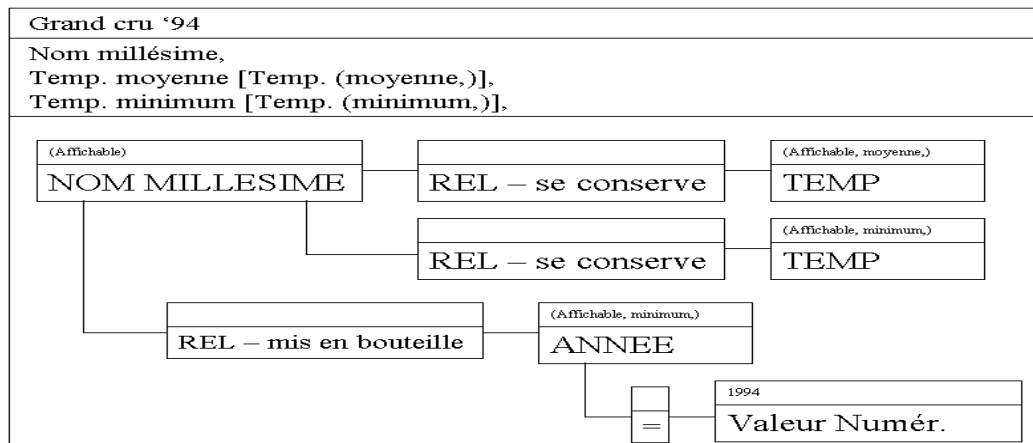 Grand cru ‘94
Nom millésime,
Temp. moyenne [Temp. (moyenne,)],
Temp. minimum [Temp. (minimum,)],
(Affichable)
NOM MILLESIME
REL – se conserve
(Affichable, moyenne,)
TEMP
REL – se conserve
(Affichable, minimum,)
TEMP
REL – mis en bouteille
(Affichable, minimum,)
ANNEE
=
1994
Valeur Numér.